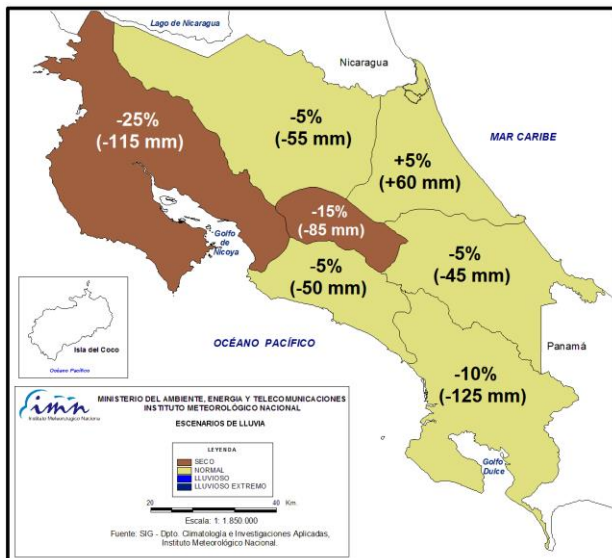 Lago de Nicaragua
Nicaragua
MAR CARIBE
-25%
(-115 mm)
-5%
(-55 mm)
+5%
(+60 mm)
-15%
(-85 mm)
Golfo
de
Nicoya
-5%
(-50 mm)
-5%
(-45 mm)
Isla del Coco
Océano Pacífico
OCÉANO PACÍFICO
Panamá
-10%
(-125 mm)
Golfo
Dulce
imn
Instituto Meteorológico Nacional
MINISTERIO DEL AMBIENTE, ENERGIA Y TELECOMUNICACIONES
INSTITUTO METEOROLÓGICO NACIONAL
ESCENARIOS DE LLUVIA
LEYENDA
SECO
NORMAL
LLUVIOSO
LLUVIOSO EXTREMO
20 40 Km.
Escala: 1: 1.850.000
Fuente: SIG - Dpto. Climatología e Investigaciones Aplicadas,
Instituto Meteorológico Nacional.